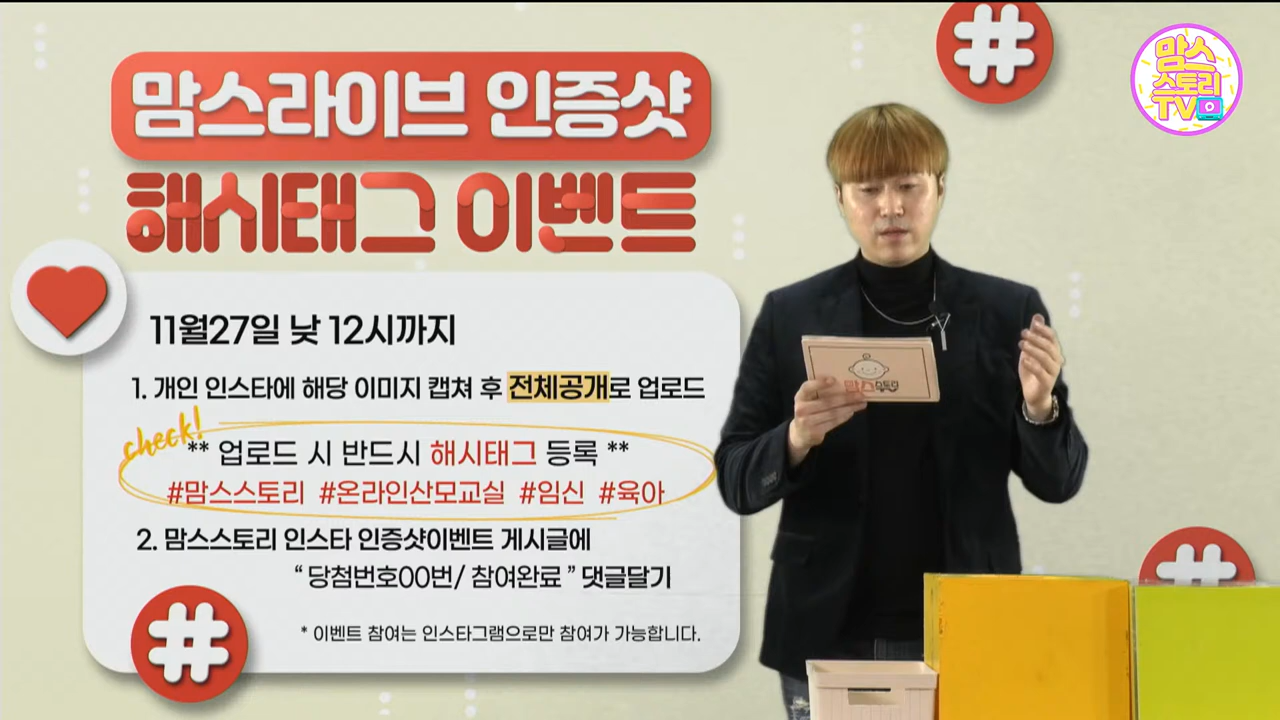 맘스라이브 인증샷
해시태그 이벤트
11월27일 낮 12시까지
1. 개인 인스타에 해당 이미지 캡쳐 후 전체공개로 업로드
check!
** 업로드 시 반드시 해시태그 등록 **
#맘스스토리 #온라인산모교실 #임신 #육아
2. 맘스스토리 인스타 인증샷이벤트 게시글에
“ 당첨번호00번/ 참여완료 ” 댓글달기
* 이벤트 참여는 인스타그램으로만 참여가 가능합니다.
맘스
스토리
TV
맘스스토리